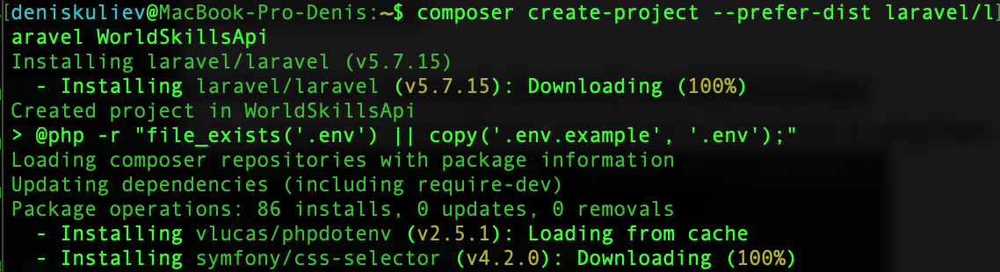 [deniskuliev@MacBook-Pro-Denis:~$ composer create-project --prefer-dist laravel/l]
aravel WorldSkillsApi
Installing laravel/laravel (v5.7.15)
  - Installing laravel/laravel (v5.7.15): Downloading (100%)
Created project in WorldSkillsApi
> @php -r "file_exists('.env') || copy('.env.example', '.env');"
Loading composer repositories with package information
Updating dependencies (including require-dev)
Package operations: 86 installs, 0 updates, 0 removals
  - Installing vlucas/phpdotenv (v2.5.1): Loading from cache
  - Installing symfony/css-selector (v4.2.0): Downloading (100%)